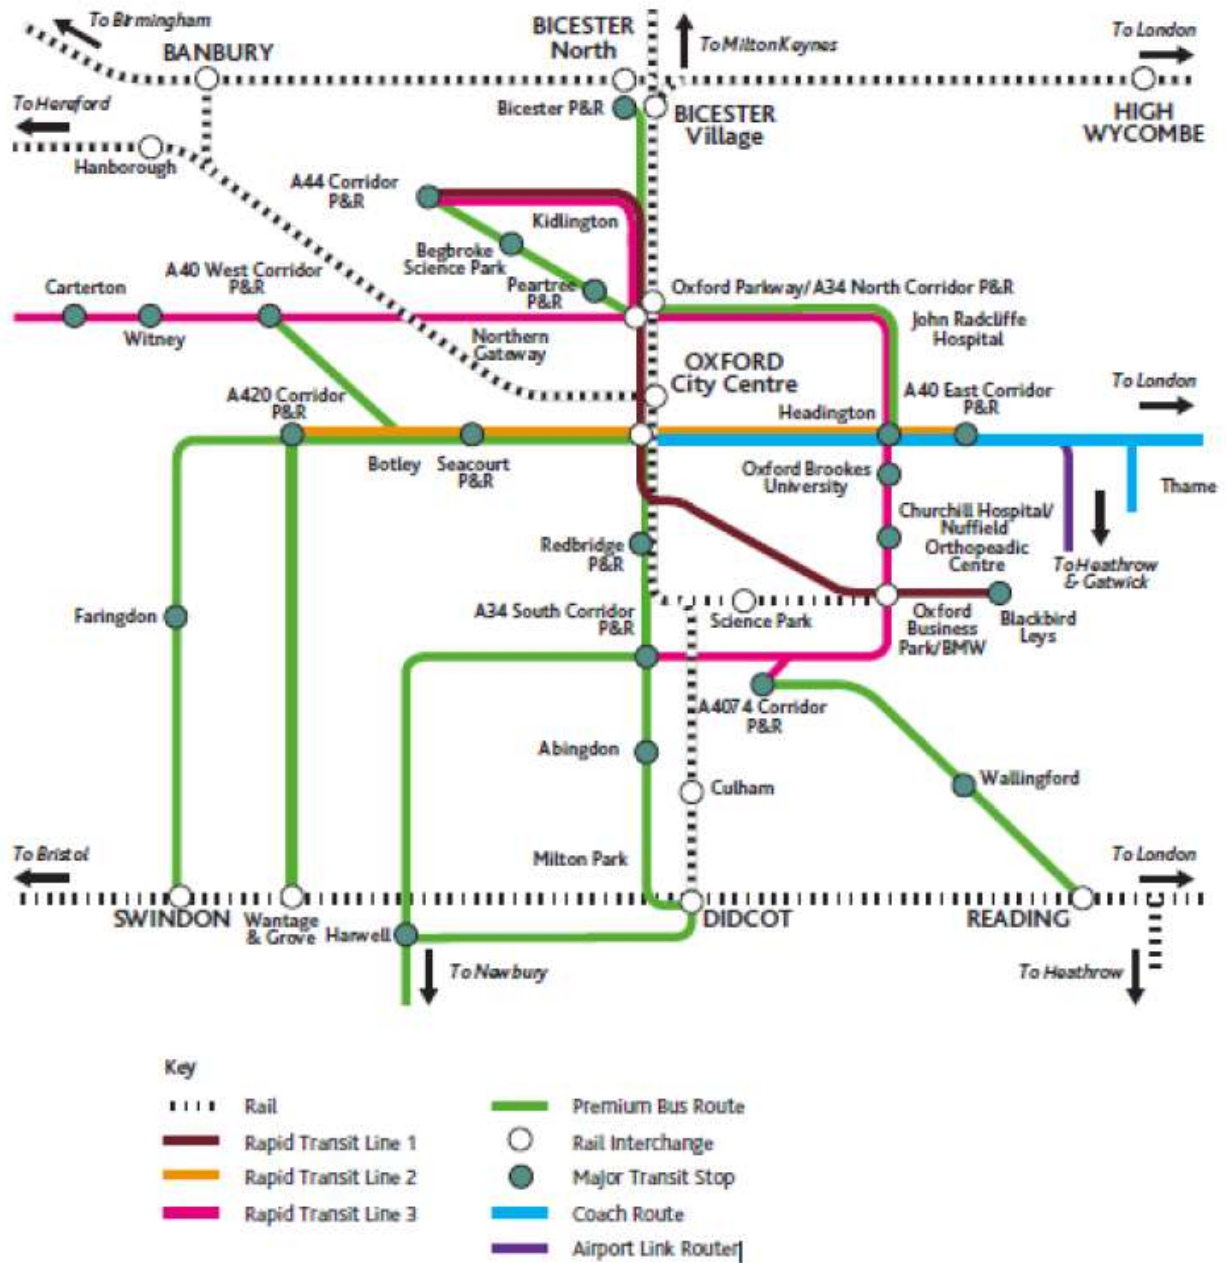 To Birmingham
BANBURY
BICESTER
North
To Milton Keynes
To London
To Hereford
Hanborough
Bicester P&R
BICESTER
Village
HIGH
WYCOMBE
A44 Corridor
P&R
Kidlington
Begbroke
Science Park
Peartree
P&R
Carterton
A40 West Corridor
P&R
Witney
Northern
Gateway
Oxford Parkway/A34 North Corridor P&R
John Radcliffe
Hospital
OXFORD
City Centre
A420 Corridor
P&R
Headington
A40 East Corridor
P&R
To London
Botley
Seacourt
P&R
Oxford Brookes
University
Thame
Churchill Hospital/
Nuffield
Orthopeadic
Centre
Redbridge
P&R
To Heathrow
& Gatwick
Faringdon
A34 South Corridor
P&R
Science Park
Oxford
Business
Park/BMW
Blackbird
Leys
A4074 Corridor
P&R
Abingdon
Culham
Wallingford
To Bristol
Milton Park
To London
SWINDON
Wantage
& Grove
Harwell
DIDCOT
READING
To Newbury
To Heathrow
Key
Rail
Rapid Transit Line 1
Rapid Transit Line 2
Rapid Transit Line 3
Premium Bus Route
Rail Interchange
Major Transit Stop
Coach Route
Airport Link Router